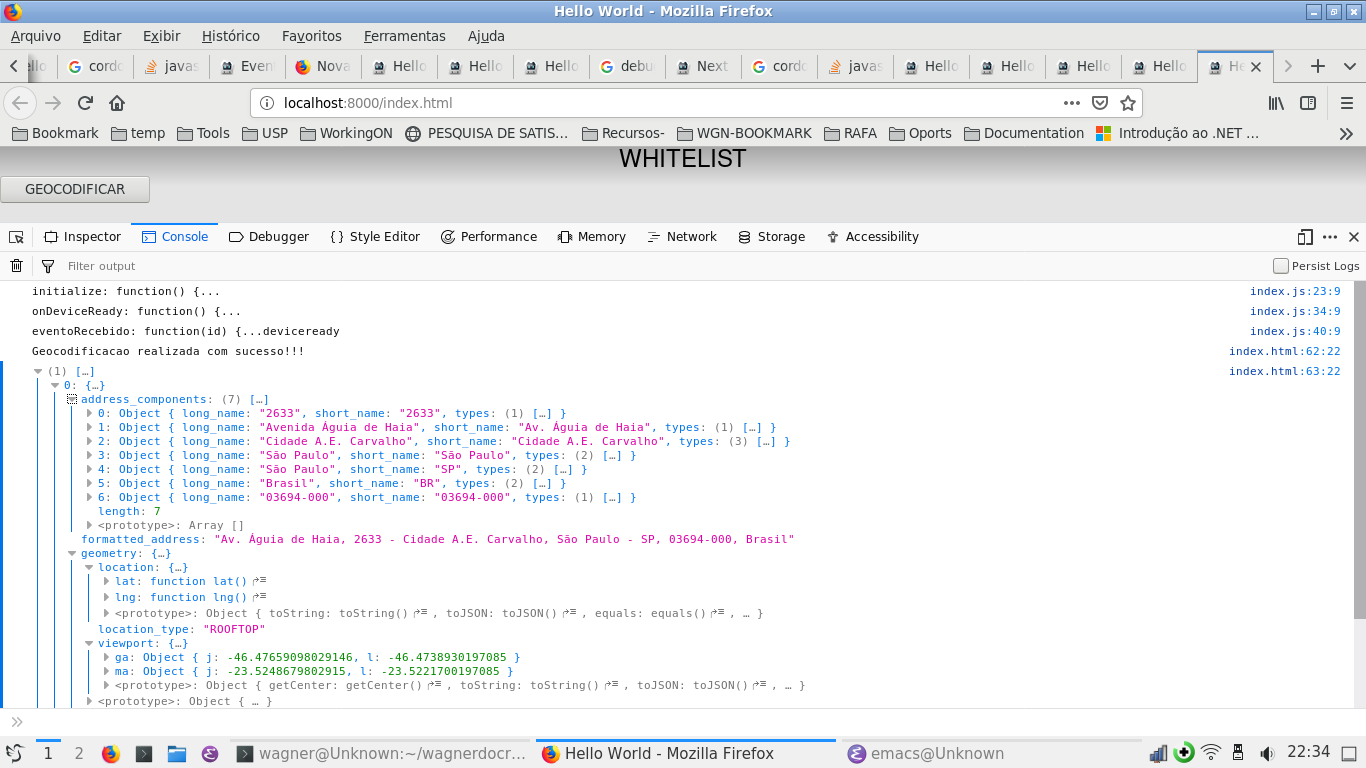 Hello World - Mozilla Firefox
Arquivo Editar Exibir Histórico Favoritos Ferramentas Ajuda
ello cordo javas Even Nova Hello Hello Hello debu Next cordo javas Hello Hello Hello Hello He
localhost:8000/index.html
Bookmark temp Tools USP WorkingON PESQUISA DE SATIS... Recursos- WGN-BOOKMARK RAFA Oports Documentation Introdução ao .NET ...
WHITELIST
GEOCODIFICAR
Inspector Console Debugger Style Editor Performance Memory Network Storage Accessibility
Filter output Persist Logs
initialize: function() {... index.js:23:9
onDeviceReady: function() {... index.js:34:9
eventoRecebido: function(id) {...deviceready index.js:40:9
Geocodificacao realizada com sucesso!!! index.html:62:22
(1) […] index.html:63:22
0: {…}
address_components: (7) […]
0: Object { long_name: "2633", short_name: "2633", types: (1) […] }
1: Object { long_name: "Avenida Águia de Haia", short_name: "Av. Águia de Haia", types: (1) […] }
2: Object { long_name: "Cidade A.E. Carvalho", short_name: "Cidade A.E. Carvalho", types: (3) […] }
3: Object { long_name: "São Paulo", short_name: "São Paulo", types: (2) […] }
4: Object { long_name: "São Paulo", short_name: "SP", types: (2) […] }
5: Object { long_name: "Brasil", short_name: "BR", types: (2) […] }
6: Object { long_name: "03694-000", short_name: "03694-000", types: (1) […] }
length: 7
<prototype>: Array []
formatted_address: "Av. Águia de Haia, 2633 - Cidade A.E. Carvalho, São Paulo - SP, 03694-000, Brasil"
geometry: {…}
location: {…}
lat: function lat()
lng: function lng()
<prototype>: Object { toString: toString() , toJSON: toJSON() , equals: equals() , … }
location_type: "ROOFTOP"
viewport: {…}
ga: Object { j: -46.47659098029146, l: -46.4738930197085 }
ma: Object { j: -23.5248679802915, l: -23.5221700197085 }
<prototype>: Object { getCenter: getCenter() , toString: toString() , toJSON: toJSON() , … }
<prototype>: Object { … }
1 2 wagner@Unknown:~/wagnerdocr... Hello World - Mozilla Firefox emacs@Unknown 22:34